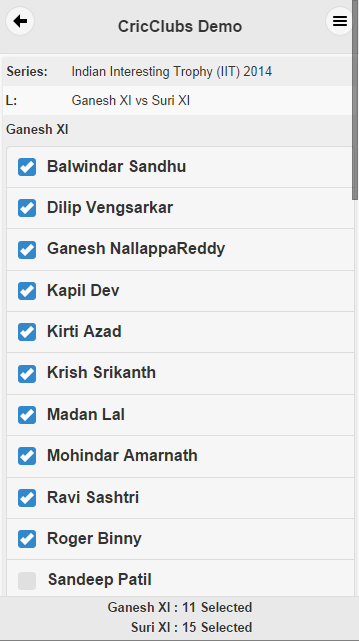 CricClubs Demo
Series: Indian Interesting Trophy (IIT) 2014
L: Ganesh XI vs Suri XI
Ganesh XI
Balwindar Sandhu
Dilip Vengsarkar
Ganesh NallappaReddy
Kapil Dev
Kirti Azad
Krish Srikanth
Madan Lal
Mohindar Amarnath
Ravi Sashtri
Roger Binny
Sandeep Patil
Ganesh XI : 11 Selected
Suri XI : 15 Selected